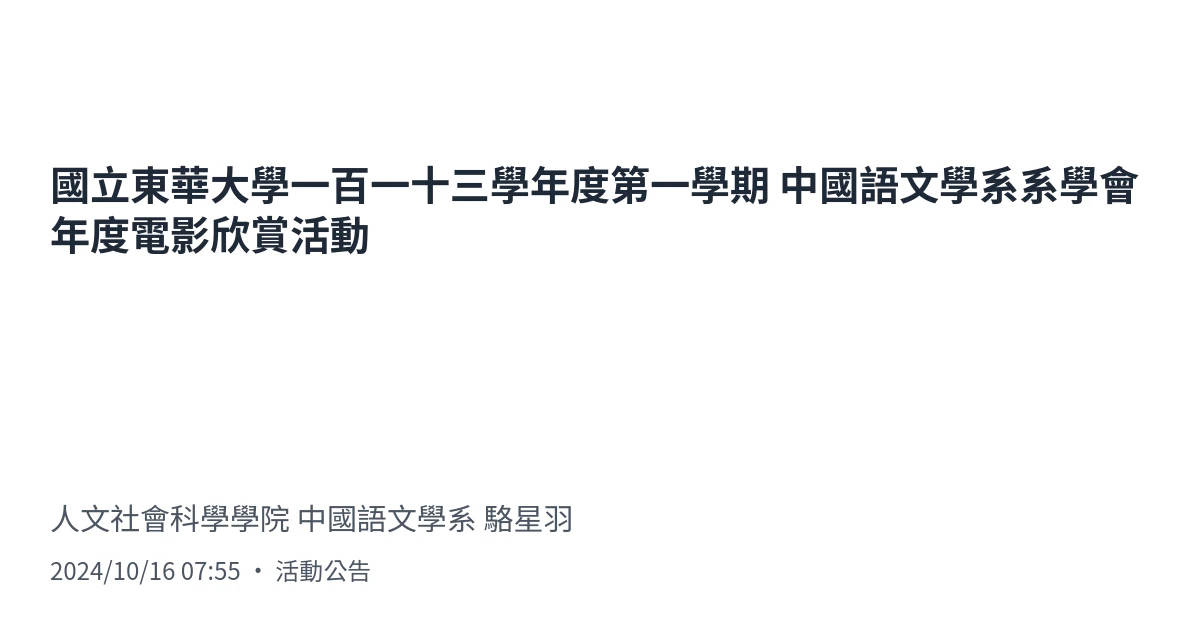 國立東華大學一百一十三學年度第一學期 中國語文學系系學會
年度電影欣賞活動
人文社會科學學院 中國語文學系 駱星羽
2024/10/16 07:55 • 活動公告